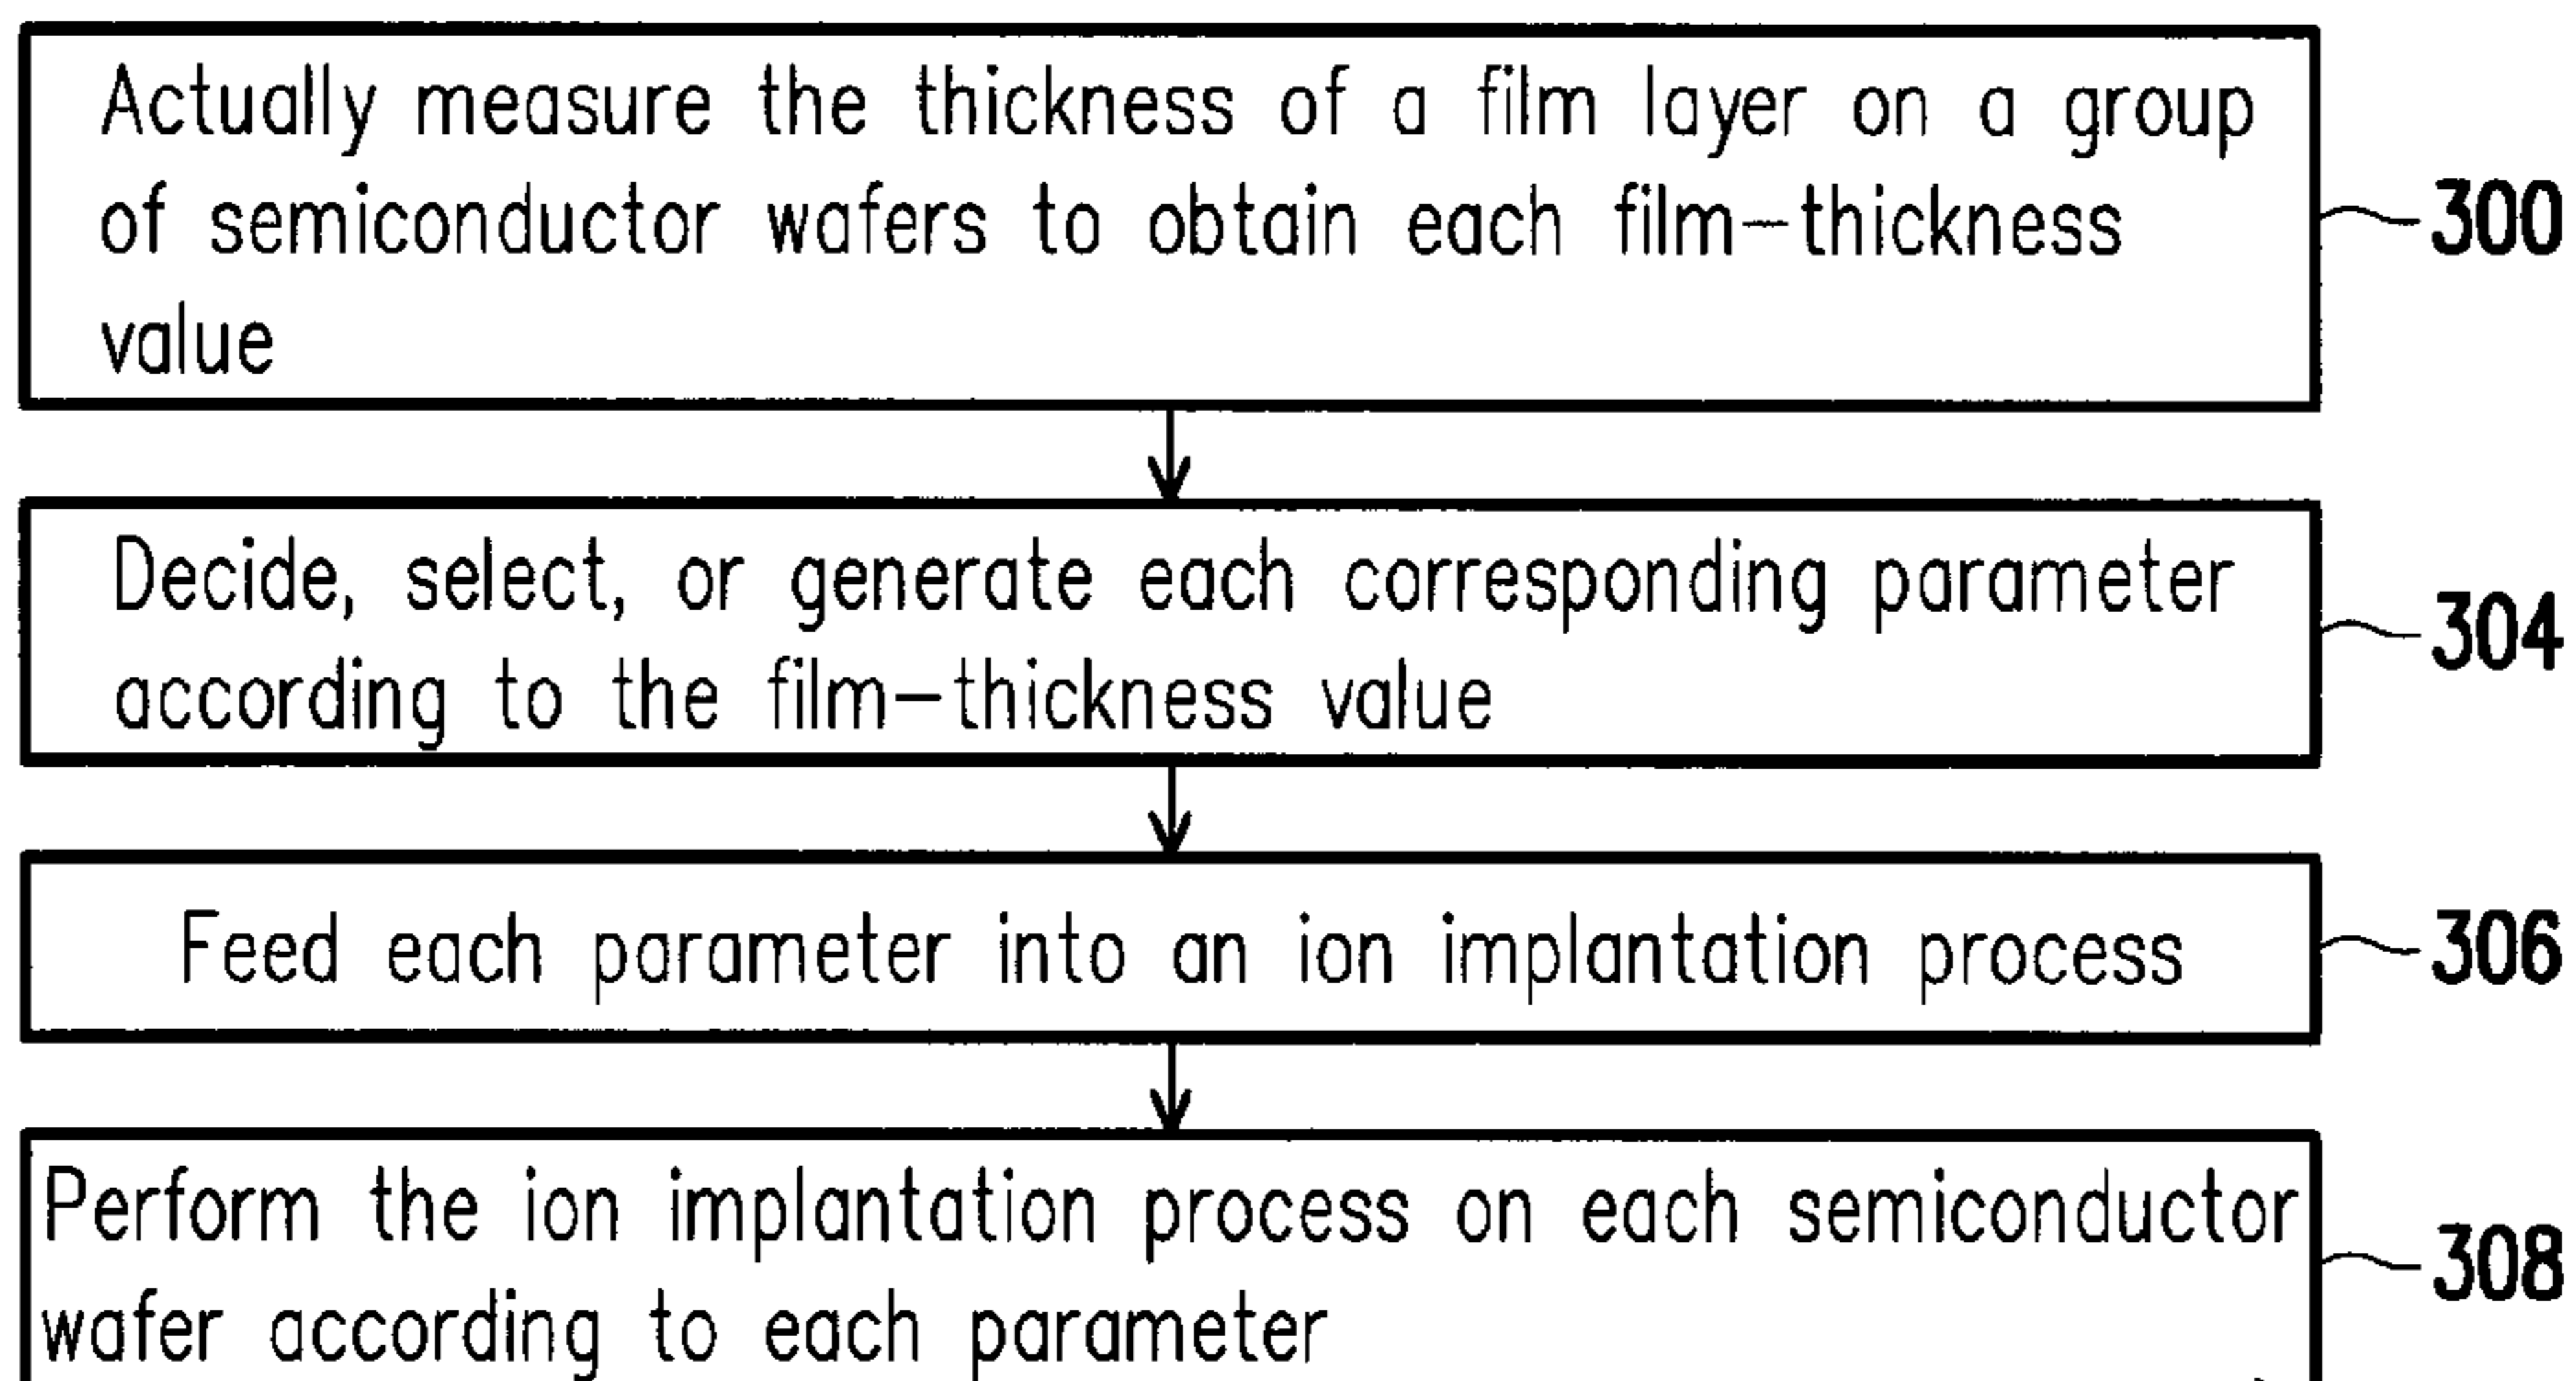 Actually measure the thickness of a film layer on a group
of semiconductor wafers to obtain each film-thickness
value
300
Decide, select, or generate each corresponding parameter
according to the film-thickness value
304
Feed each parameter into an ion implantation process
306
Perform the ion implantation process on each semiconductor
wafer according to each parameter
308